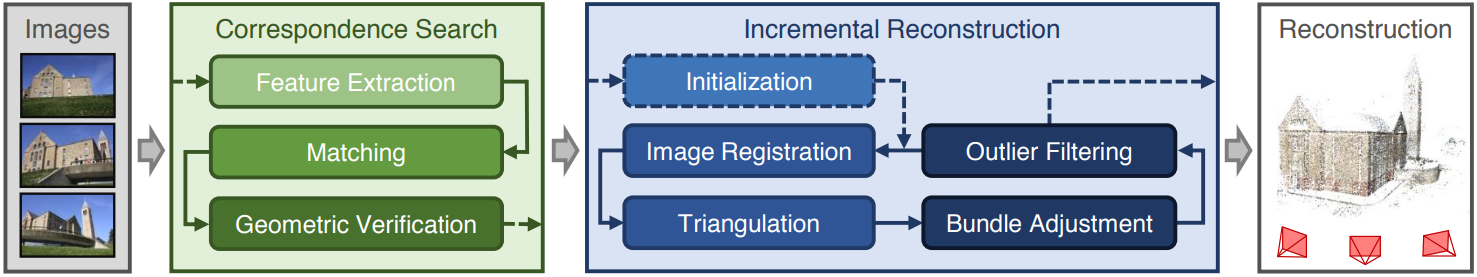 Images
Correspondence Search
Feature Extraction
Matching
Geometric Verification
Incremental Reconstruction
Initialization
Image Registration
Outlier Filtering
Triangulation
Bundle Adjustment
Reconstruction